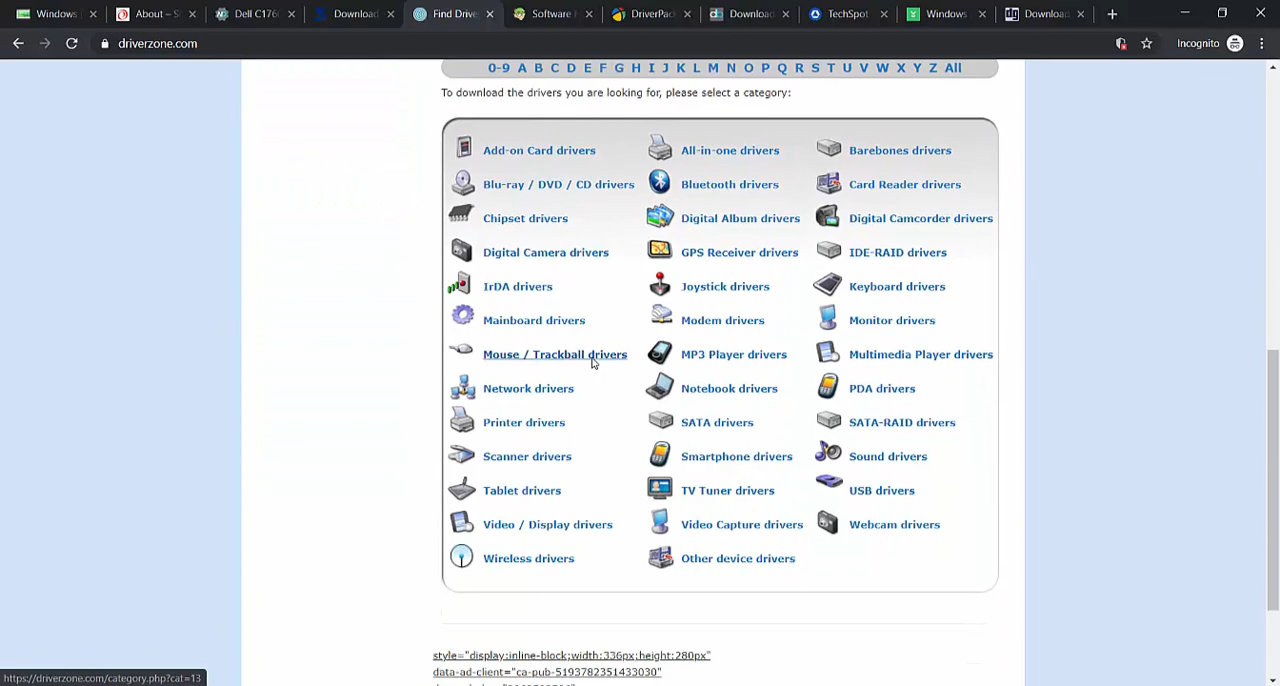 Windows
About – S
Dell C176
Download
Find Drive
Software
DriverPac
Download
TechSpot
Windows
Download
driverzone.com
Incognito
0-9 A B C D E F G H I J K L M N O P Q R S T U V W X Y Z All
To download the drivers you are looking for, please select a category:
Add-on Card drivers All-in-one drivers Barebones drivers
Blu-ray / DVD / CD drivers Bluetooth drivers Card Reader drivers
Chipset drivers Digital Album drivers Digital Camcorder drivers
Digital Camera drivers GPS Receiver drivers IDE-RAID drivers
IrDA drivers Joystick drivers Keyboard drivers
Mainboard drivers Modem drivers Monitor drivers
Mouse / Trackball drivers MP3 Player drivers Multimedia Player drivers
Network drivers Notebook drivers PDA drivers
Printer drivers SATA drivers SATA-RAID drivers
Scanner drivers Smartphone drivers Sound drivers
Tablet drivers TV Tuner drivers USB drivers
Video / Display drivers Video Capture drivers Webcam drivers
Wireless drivers Other device drivers
style="display:inline-block;width:336px;height:280px"
data-ad-client="ca-pub-5193782351433030"
https://driverzone.com/category.php?cat=13